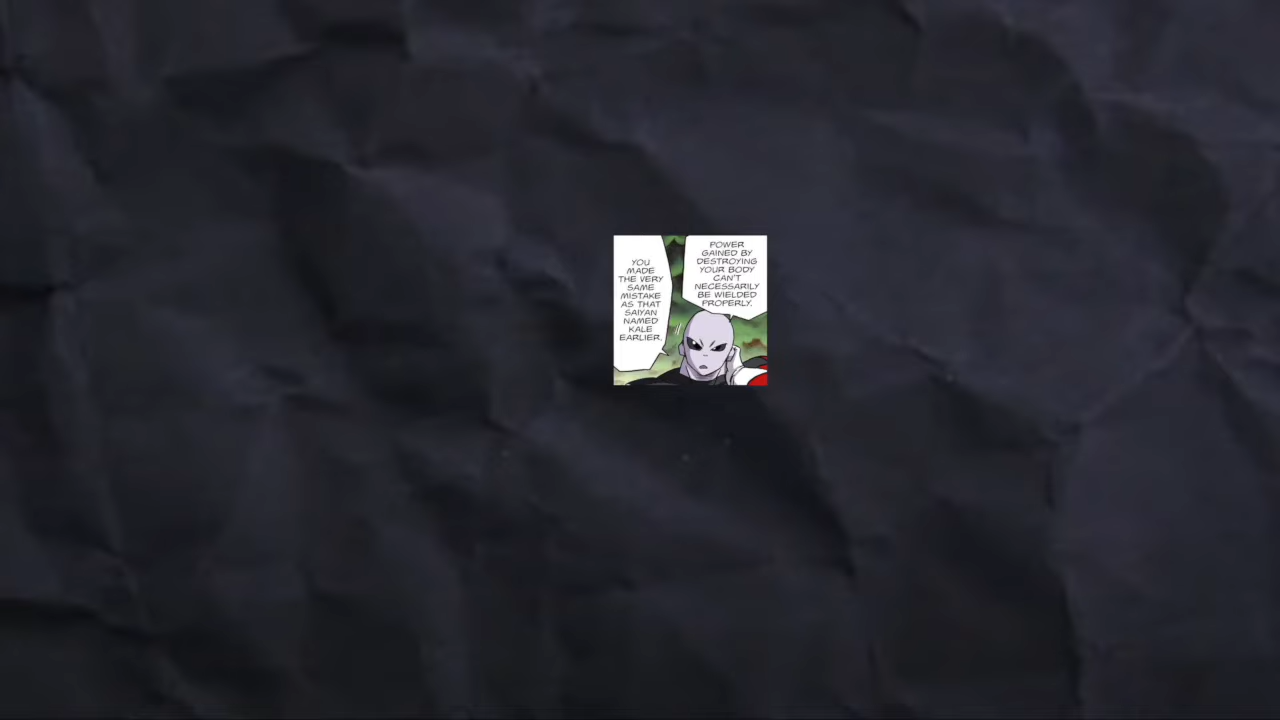 POWER
GAINED BY
DESTROYING
YOUR BODY
CAN'T
NECESSARILY
BE WIELDED
PROPERLY.
YOU
MADE
THE VERY
SAME
MISTAKE
AS THAT
SAIYAN
NAMED
KALE
EARLIER.